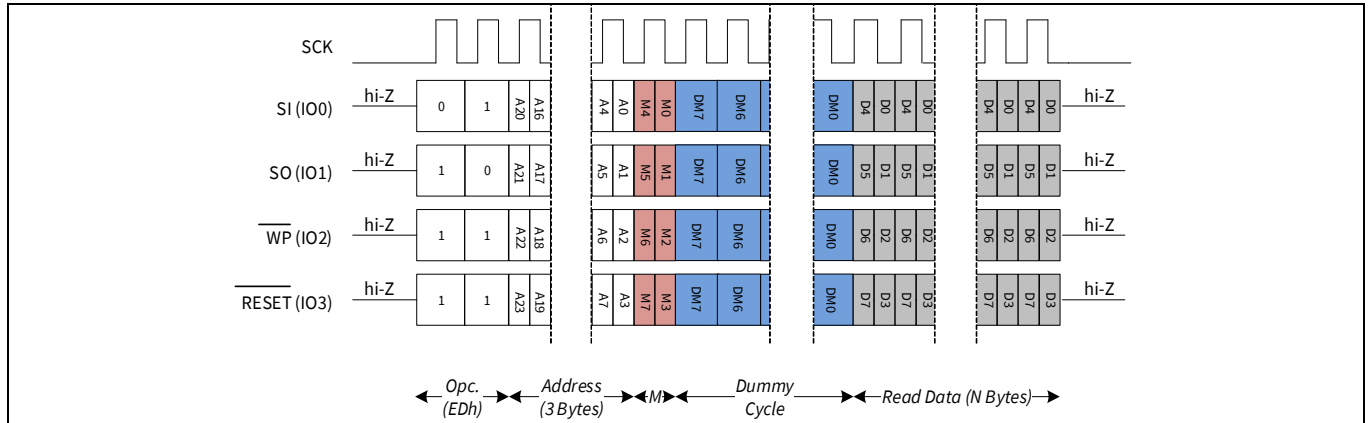 SCK
SI (IO0) hi-Z 0 1 A20 A16 A4 A0 M4 M0 DM7 DM6 DM0 D4 D0 D4 D0 D4 D0 D4 D0 hi-Z
SO (IO1) hi-Z 1 0 A21 A17 A5 A1 M5 M1 DM7 DM6 DM0 D5 D1 D5 D1 D5 D1 D5 D1 hi-Z
WP (IO2) hi-Z 1 1 A22 A18 A6 A2 M6 M2 DM7 DM6 DM0 D6 D2 D6 D2 D6 D2 D6 D2 hi-Z
RESET (IO3) hi-Z 1 1 A23 A19 A7 A3 M7 M3 DM7 DM6 DM0 D7 D3 D7 D3 D7 D3 D7 D3 hi-Z
Opc. Address M Dummy Read Data (N Bytes)
(EDh) (3 Bytes) Cycle